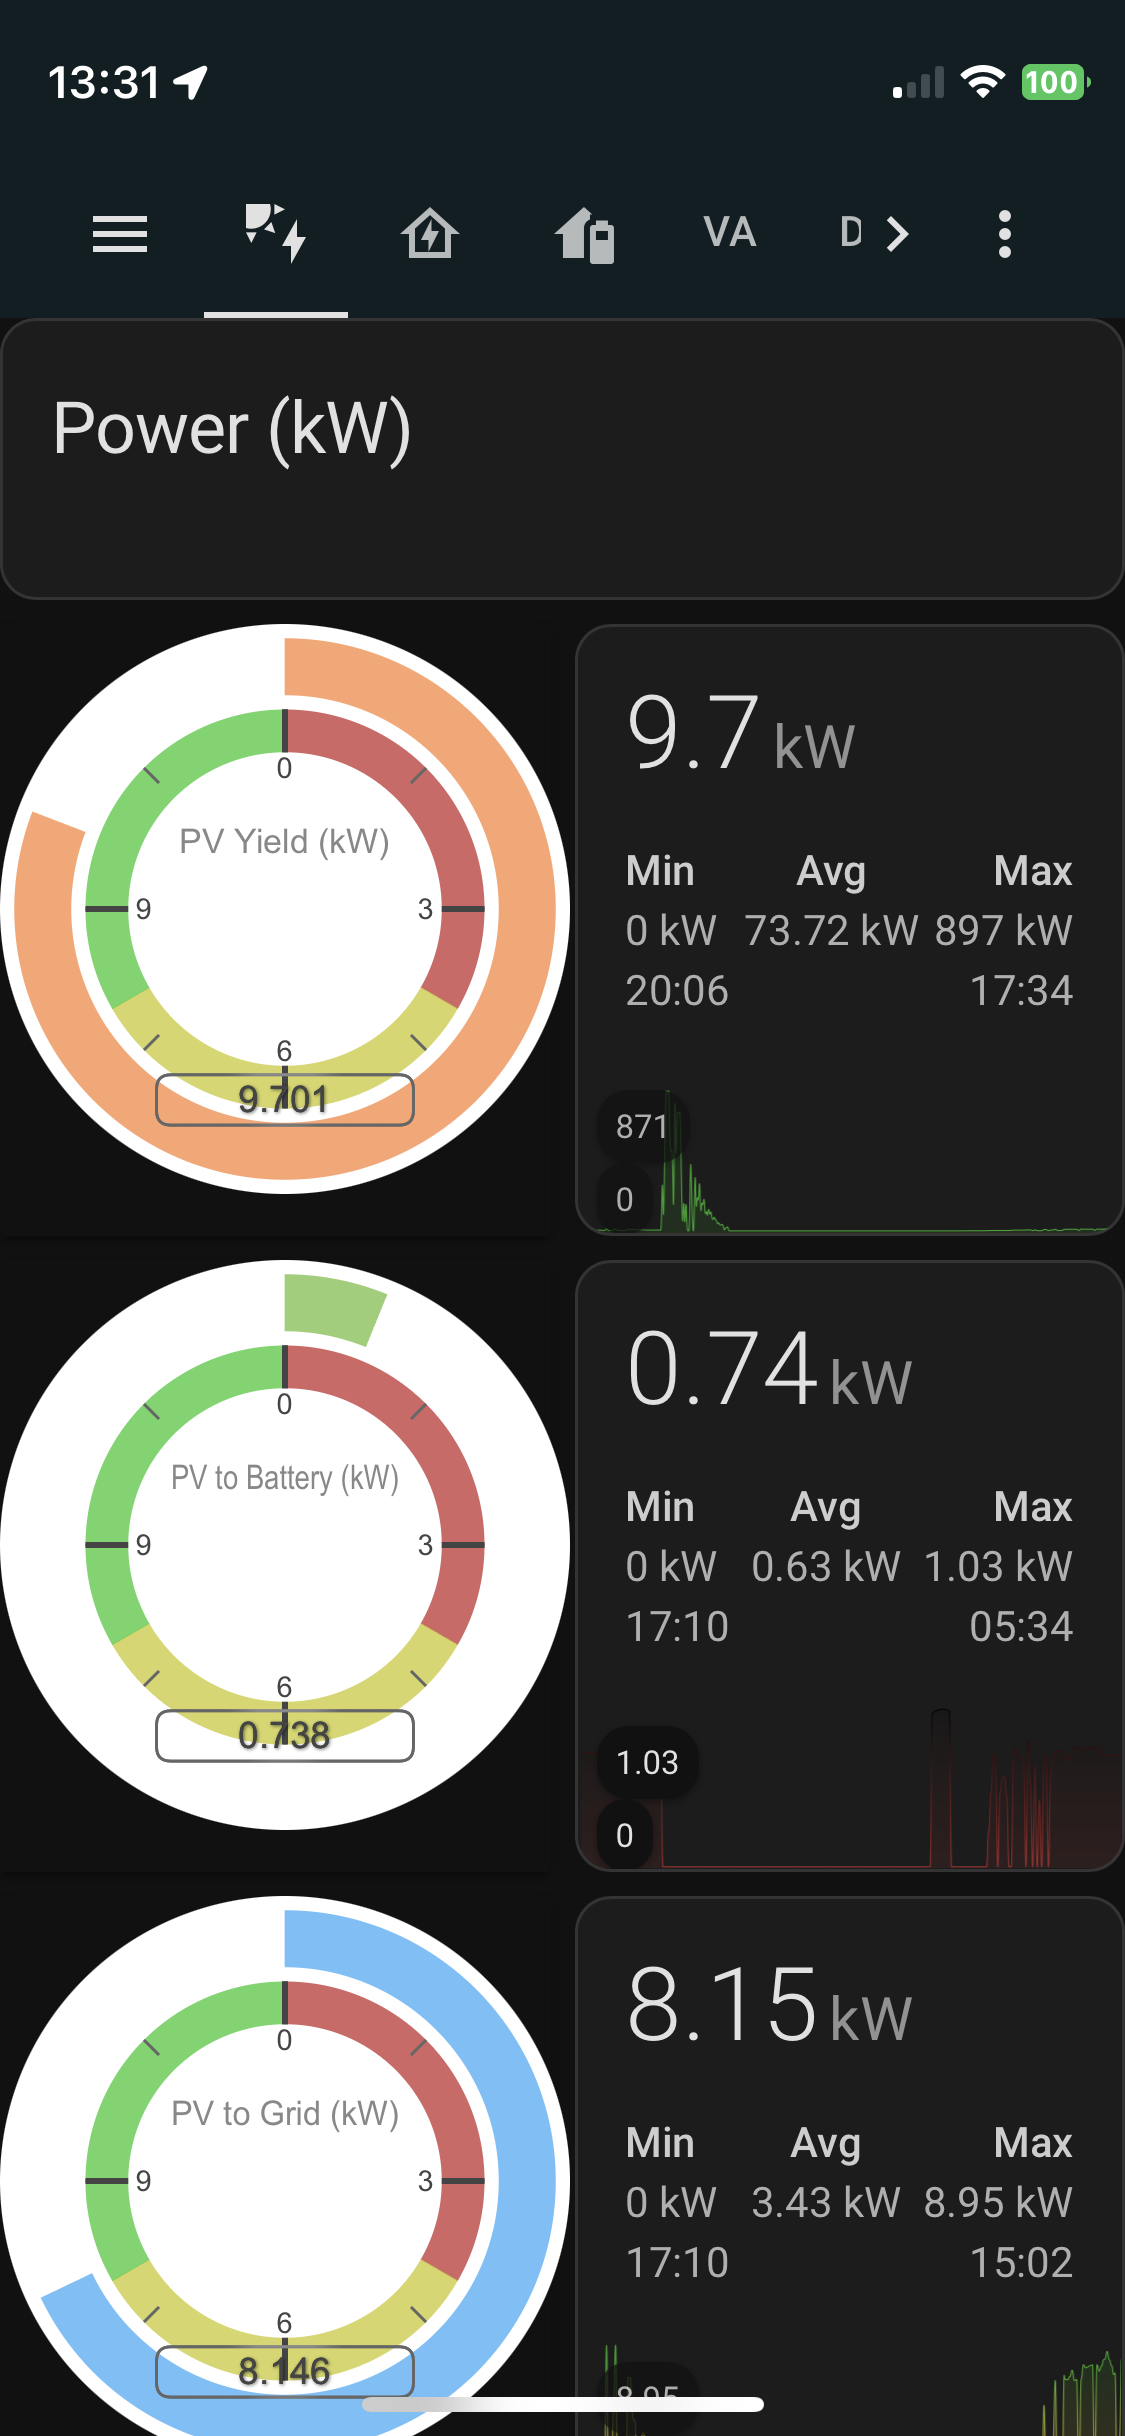 13:31
100
VA
D
Power (kW)
0
PV Yield (kW)
9
3
6
9.701
9.7 kW
Min Avg Max
0 kW 73.72 kW 897 kW
20:06 17:34
871
0
0
PV to Battery (kW)
9
3
6
0.738
0.74 kW
Min Avg Max
0 kW 0.63 kW 1.03 kW
17:10 05:34
1.03
0
0
PV to Grid (kW)
9
3
6
8.146
8.15 kW
Min Avg Max
0 kW 3.43 kW 8.95 kW
17:10 15:02
8.95